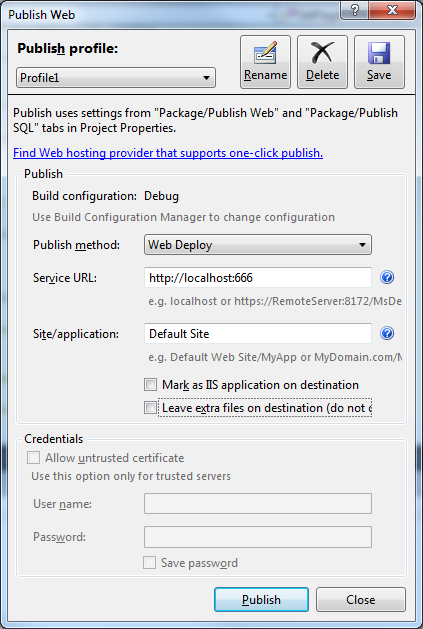 Publish Web
Publish profile:
Profile1
Rename
Delete
Save
Publish uses settings from "Package/Publish Web" and "Package/Publish
SQL" tabs in Project Properties.
Find Web hosting provider that supports one-click publish.
Publish
Build configuration: Debug
Use Build Configuration Manager to change configuration
Publish method: Web Deploy
Service URL: http://localhost:666
e.g. localhost or https://RemoteServer:8172/MsDe
Site/application: Default Site
e.g. Default Web Site/MyApp or MyDomain.com/M
Mark as IIS application on destination
Leave extra files on destination (do not d
Credentials
Allow untrusted certificate
Use this option only for trusted servers
User name:
Password:
Save password
Publish
Close